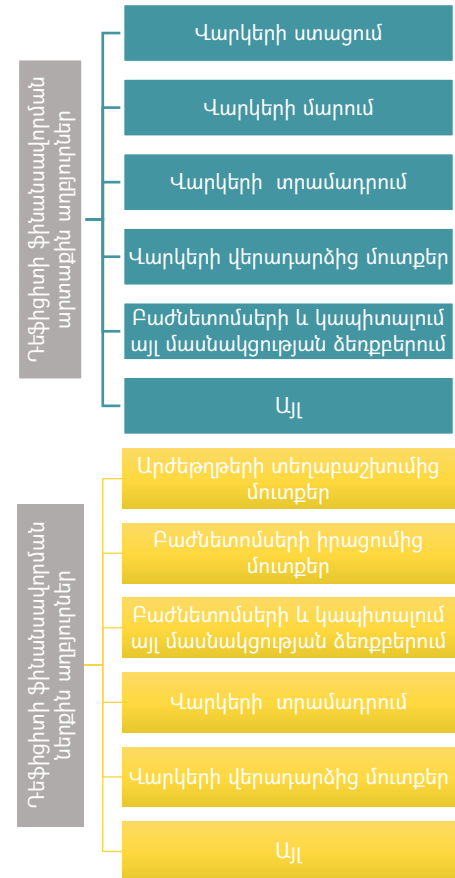 Դեֆիցիտի ֆինանսավորման
արտաքին աղբյուրներ
Վարկերի ստացում
Վարկերի մարում
Վարկերի տրամադրում
Վարկերի վերադարձից մուտքեր
Բաժնետոմսերի և կապիտալում
այլ մասնակցության ձեռքբերում
Այլ
Դեֆիցիտի ֆինանսավորման
ներքին աղբյուրներ
Արժեթղթերի տեղաբաշխումից
մուտքեր
Բաժնետոմսերի իրացումից
մուտքեր
Բաժնետոմսերի և կապիտալում
այլ մասնակցության ձեռքբերում
Վարկերի տրամադրում
Վարկերի վերադարձից մուտքեր
Այլ